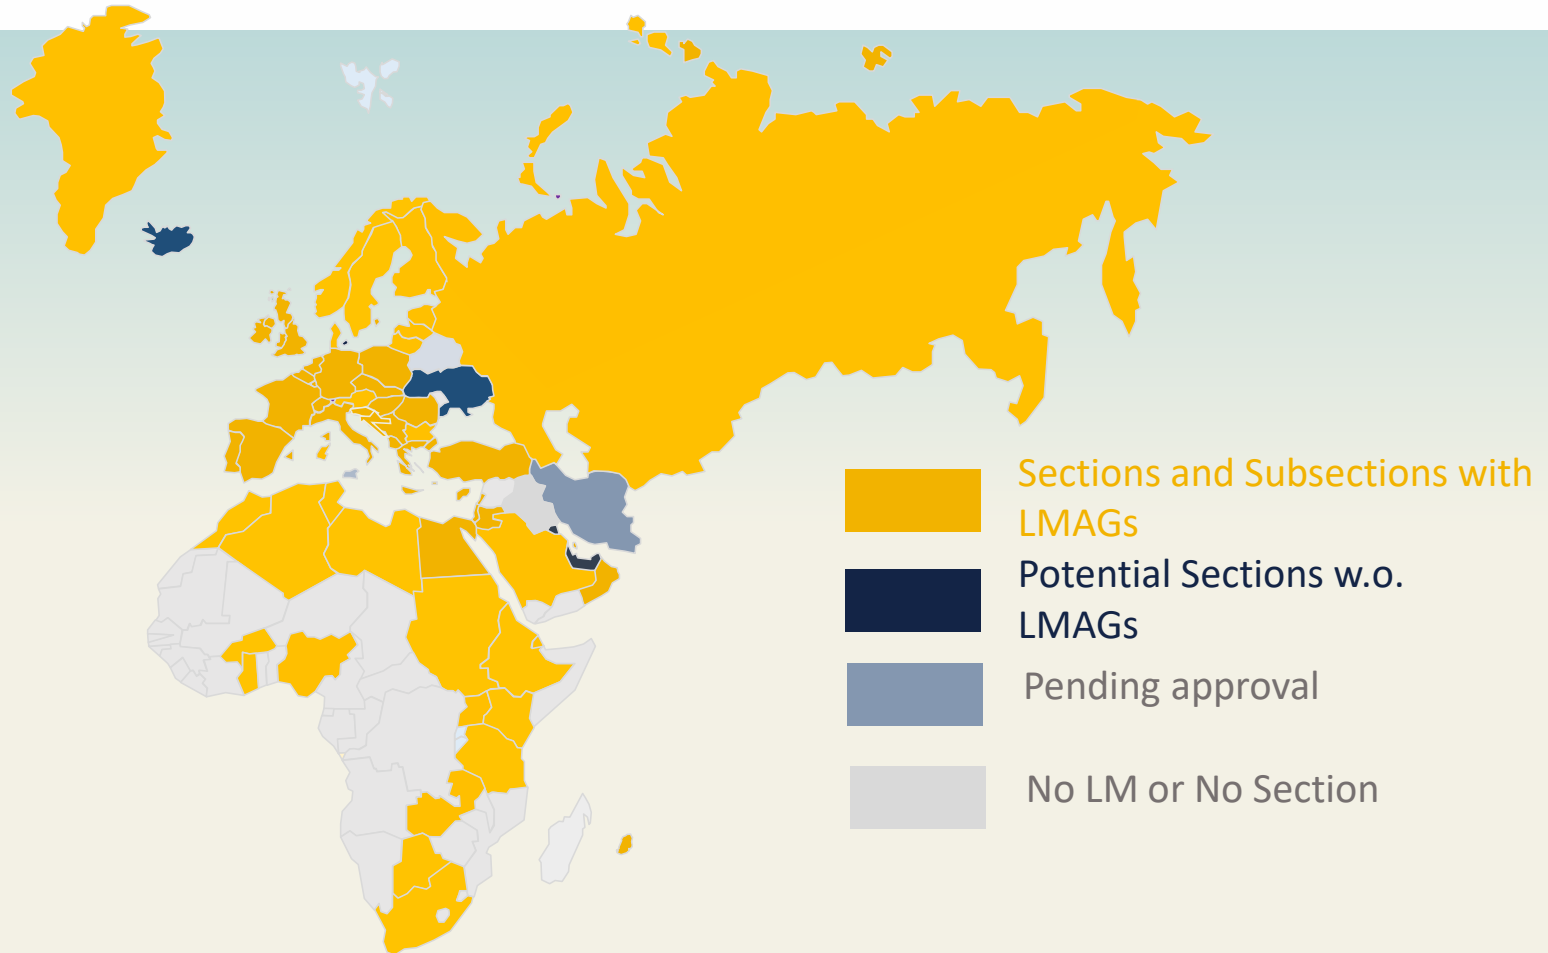 Sections and Subsections with
LMAGs
Potential Sections w.o.
LMAGs
Pending approval
No LM or No Section